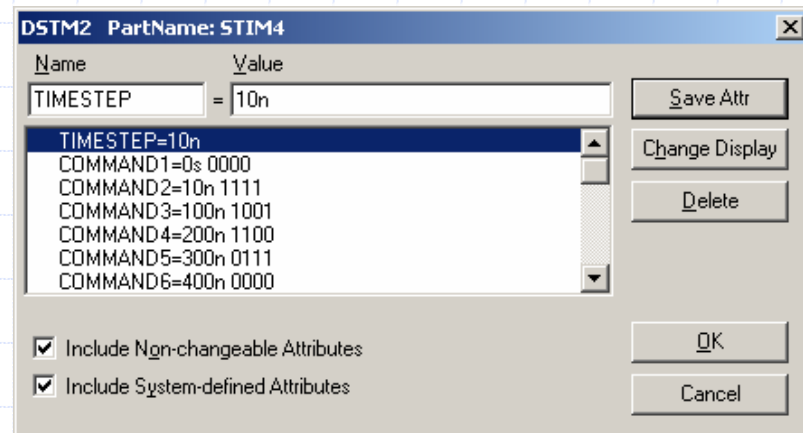 DSTM2 PartName: STIM4
Name Value
TIMESTEP = 10n
Save Attr
TIMESTEP=10n
Change Display
COMMAND1=0s 0000
COMMAND2=10n 1111
Delete
COMMAND3=100n 1001
COMMAND4=200n 1100
COMMAND5=300n 0111
COMMAND6=400n 0000
Include Non-changeable Attributes
OK
Include System-defined Attributes
Cancel